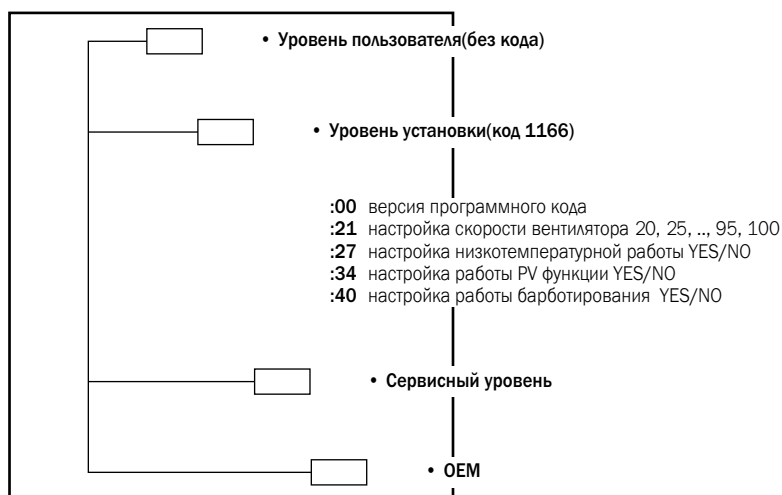 • Уровень пользователя(без кода)
• Уровень установки(код 1166)
:00 версия программного кода
:21 настройка скорости вентилятора 20, 25, .., 95, 100
:27 настройка низкотемпературной работы YES/NO
:34 настройка работы PV функции YES/NO
:40 настройка работы барботирования YES/NO
• Сервисный уровень
• OEM